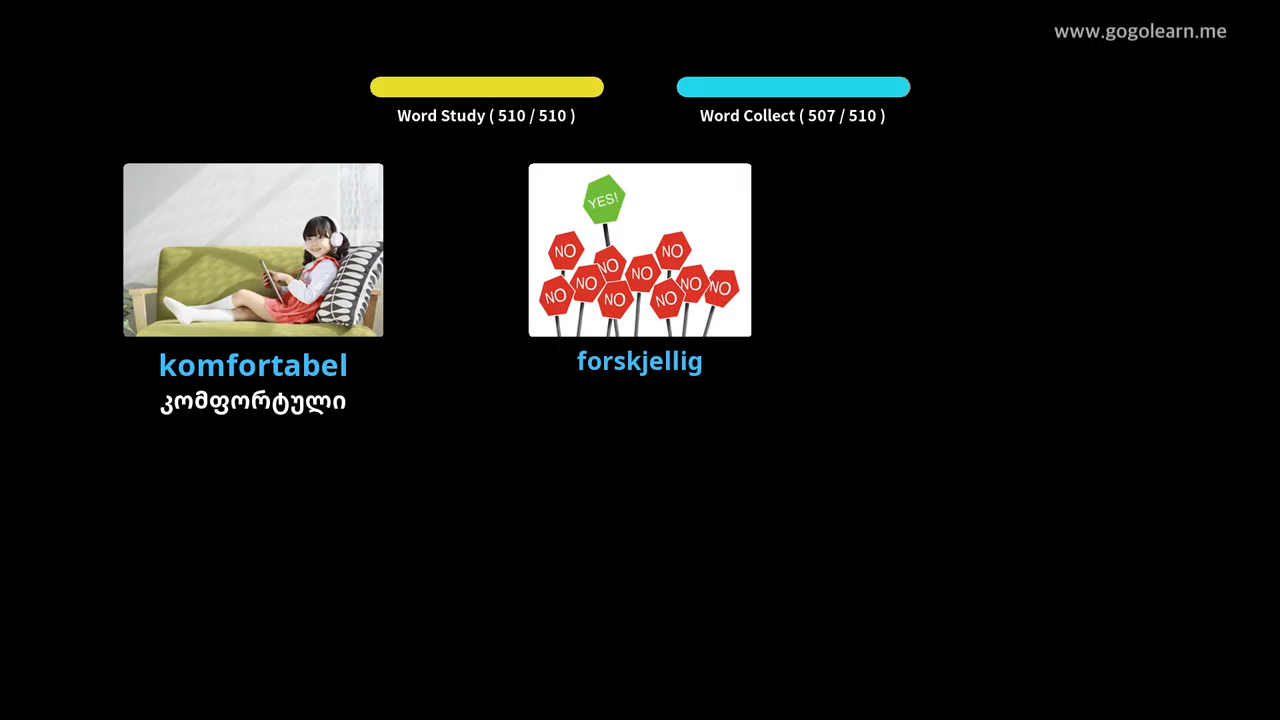 www.gogolearn.me
Word Study ( 510 / 510 )
Word Collect ( 507 / 510 )
YES!
NO
NO
NO
NO
NO
NO
NO
NO
NO
NO
komfortabel
კომფორტული
forskjellig